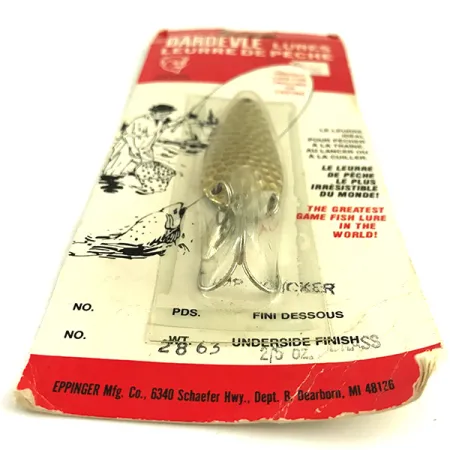 DARDEVLE LURES
LEURRE DE PÊCHE
LE LEURRE
IDÉAL
POUR PÊCHER
À LA TRAÎNE,
AU LANCER OU
À LA CUILLER.
LE LEURRE
DE PÊCHE
LE PLUS
IRRÉSISTIBLE
DU MONDE!
THE GREATEST
GAME FISH LURE
IN THE
WORLD!
NO. PDS. FINI DESSOUS
NO. WT. UNDERSIDE FINISH
2863 2/5 oz.
EPPINGER Mfg. Co., 6340 Schaefer Hwy., Dept. R, Dearborn, MI 48126